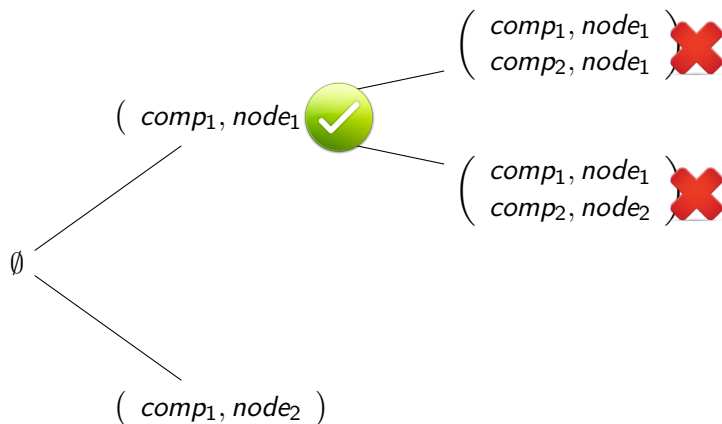 comp₁, node₁
comp₂, node₁
( comp₁, node₁
comp₁, node₁
comp₂, node₂
∅
( comp₁, node₂ )